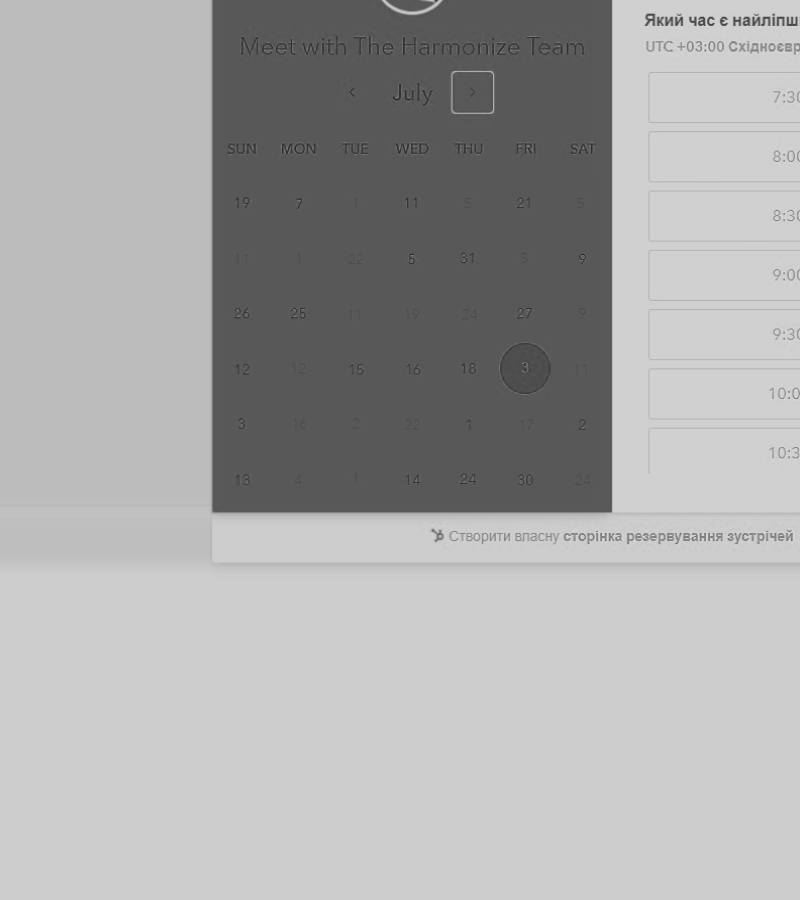 Який час є найліпш
Meet with The Harmonize Team
UTC +03:00 Східноєвр
July
7:30
SUN MON TUE WED THU FRI SAT
8:00
19 7 1 11 5 21 5
8:30
11 1 22 5 31 5 9
9:00
26 25 11 19 24 27 9
9:30
12 12 15 16 18 3 11
10:0
3 16 2 22 1 17 2
10:3
13 4 1 14 24 30 24
Створити власну сторінка резервування зустрічей